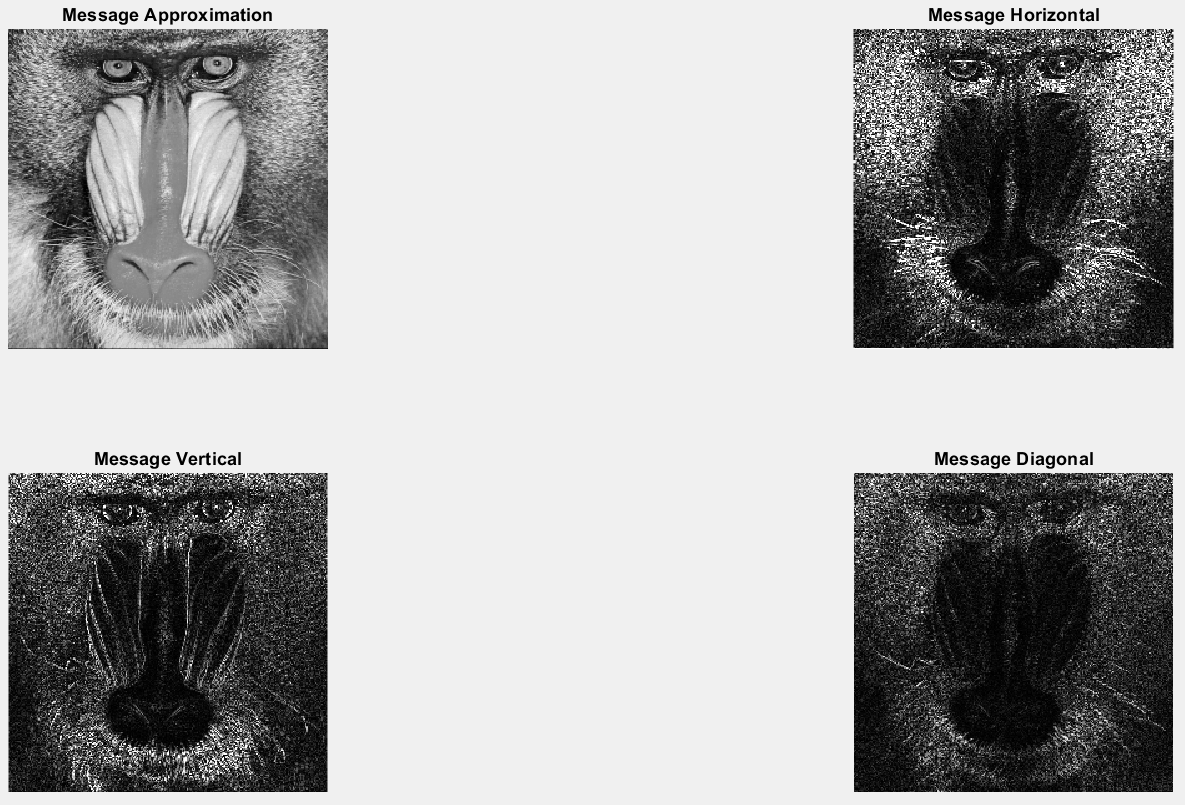 Message Approximation
Message Horizontal
Message Vertical
Message Diagonal